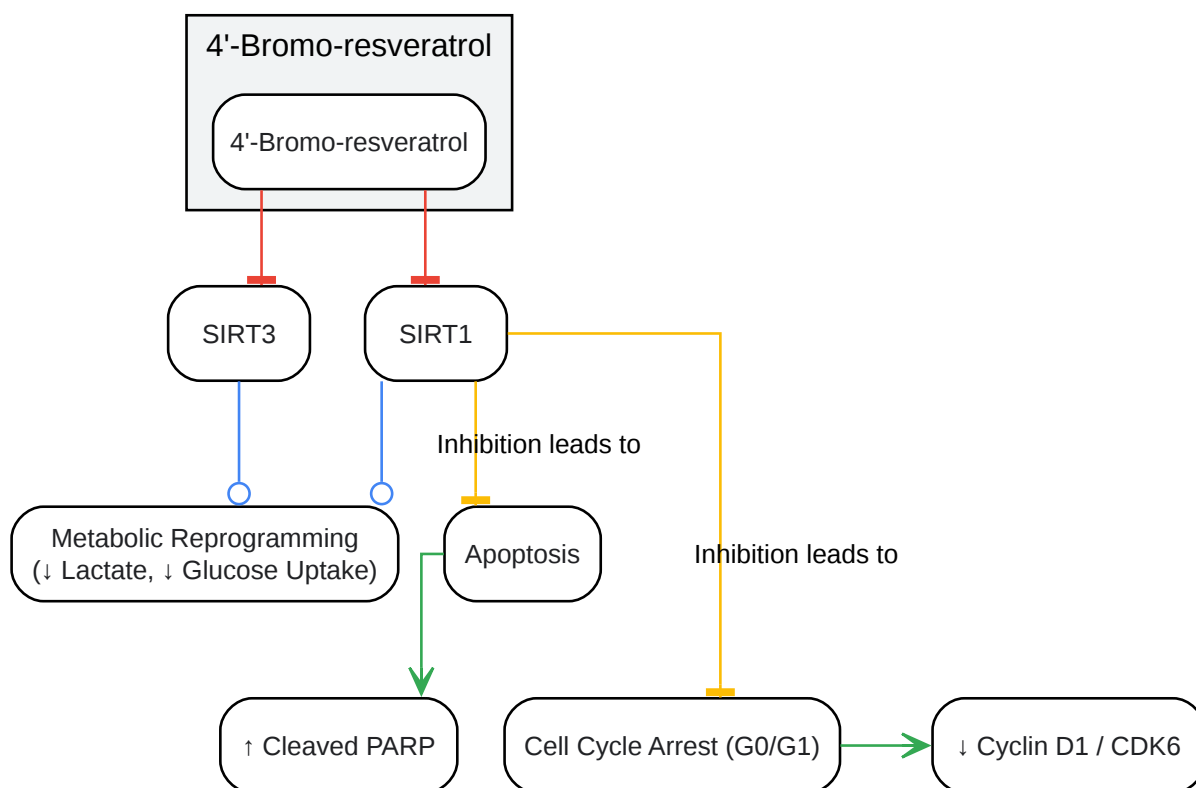 4'-Bromo-resveratrol
4'-Bromo-resveratrol
SIRT3
SIRT1
Inhibition leads to
Metabolic Reprogramming
(↓ Lactate, ↓ Glucose Uptake)
Apoptosis
Inhibition leads to
↑ Cleaved PARP
Cell Cycle Arrest (G0/G1)
↓ Cyclin D1 / CDK6